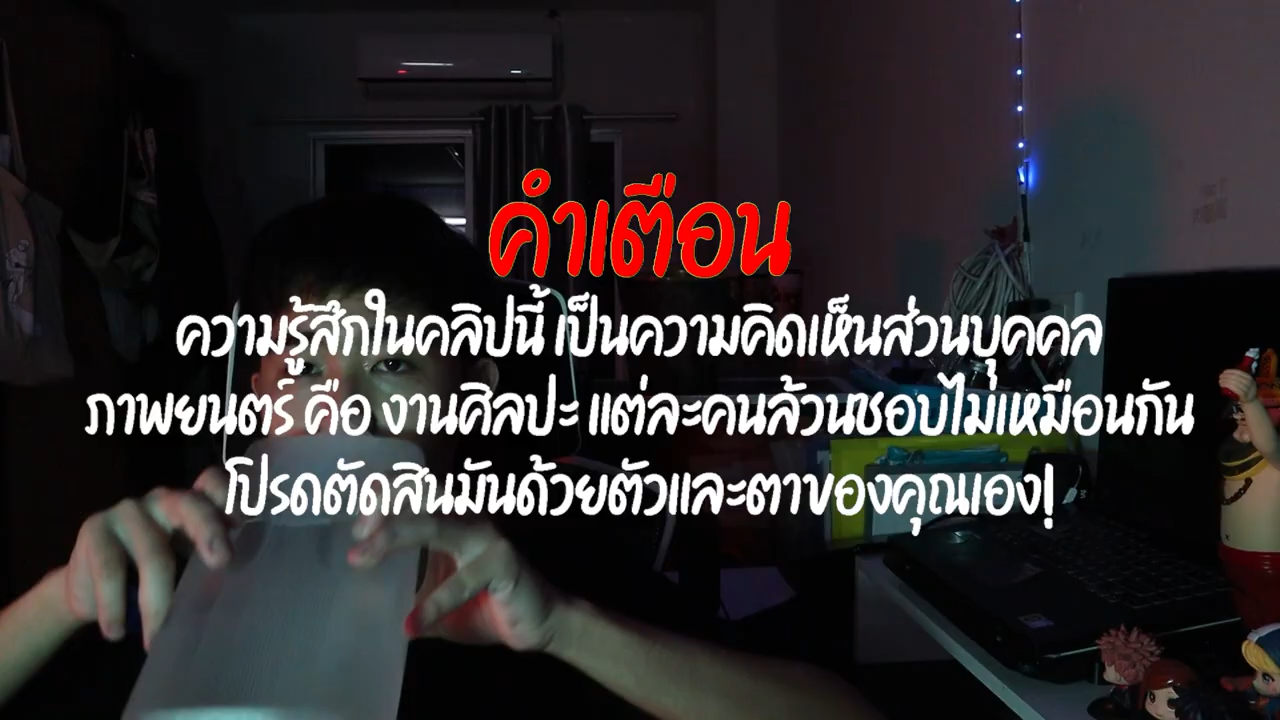 คำเตือน
ความรู้สึกในคลิปนี้ เป็นความคิดเห็นส่วนบุคคล
ภาพยนตร์ คือ งานศิลปะ แต่ละคนล้วนชอบไม่เหมือนกัน
โปรดตัดสินมันด้วยตัวและตาของคุณเอง!